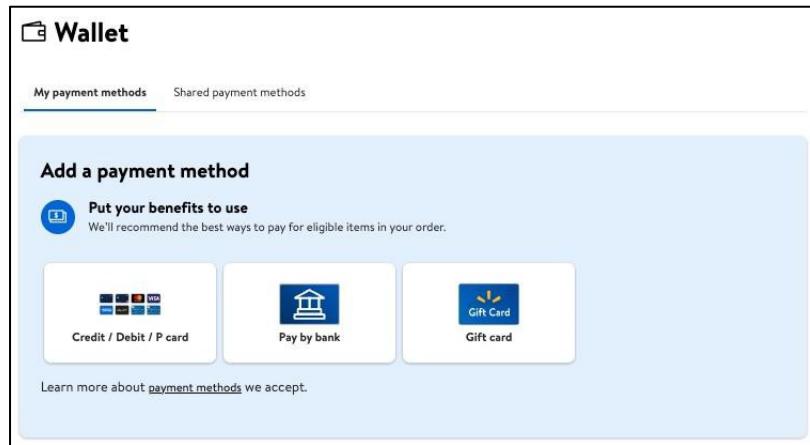 Wallet
My payment methods
Shared payment methods
Add a payment method
Put your benefits to use
We'll recommend the best ways to pay for eligible items in your order.
VISA
Gift Card
Credit / Debit / P card
Pay by bank
Gift card
Learn more about payment methods we accept.